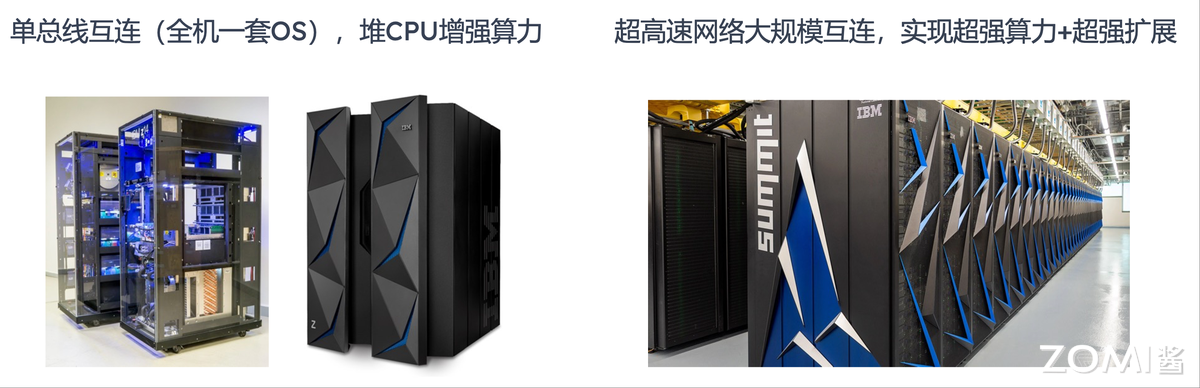 单总线互连（全机一套OS），堆CPU增强算力
超高速网络大规模互连，实现超强算力+超强扩展
IBM
Z
IBM
summit
IBM
ZOMI酱